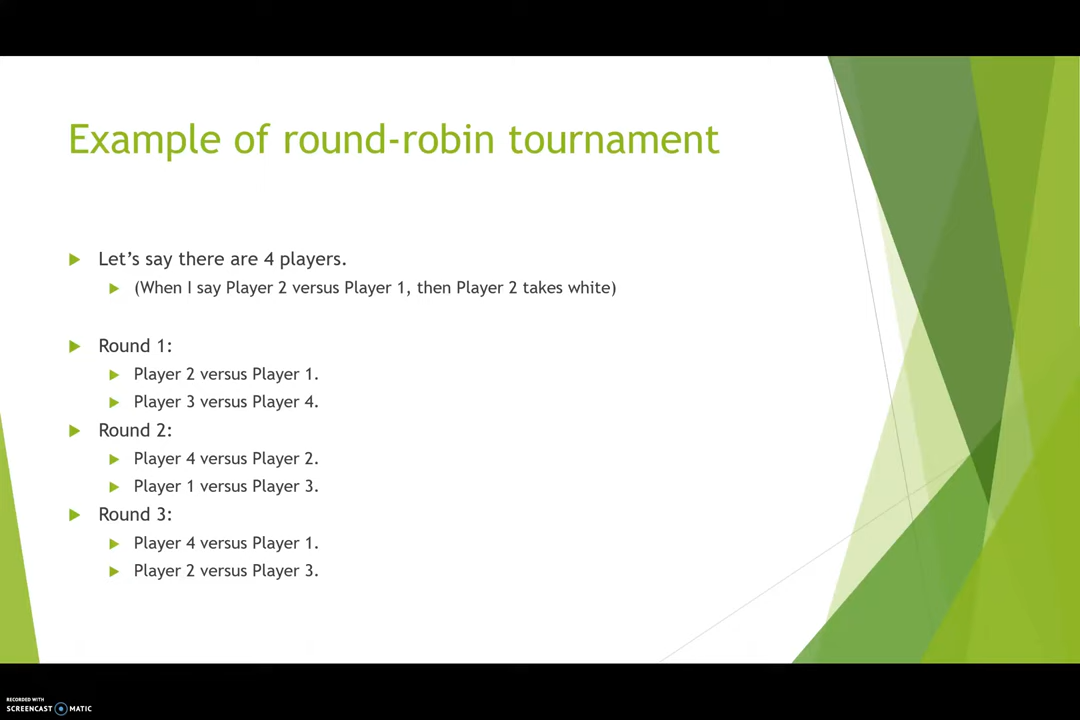 Example of round-robin tournament
Let’s say there are 4 players.
(When I say Player 2 versus Player 1, then Player 2 takes white)
Round 1:
Player 2 versus Player 1.
Player 3 versus Player 4.
Round 2:
Player 4 versus Player 2.
Player 1 versus Player 3.
Round 3:
Player 4 versus Player 1.
Player 2 versus Player 3.
RECORDED WITH
SCREENCAST MATIC